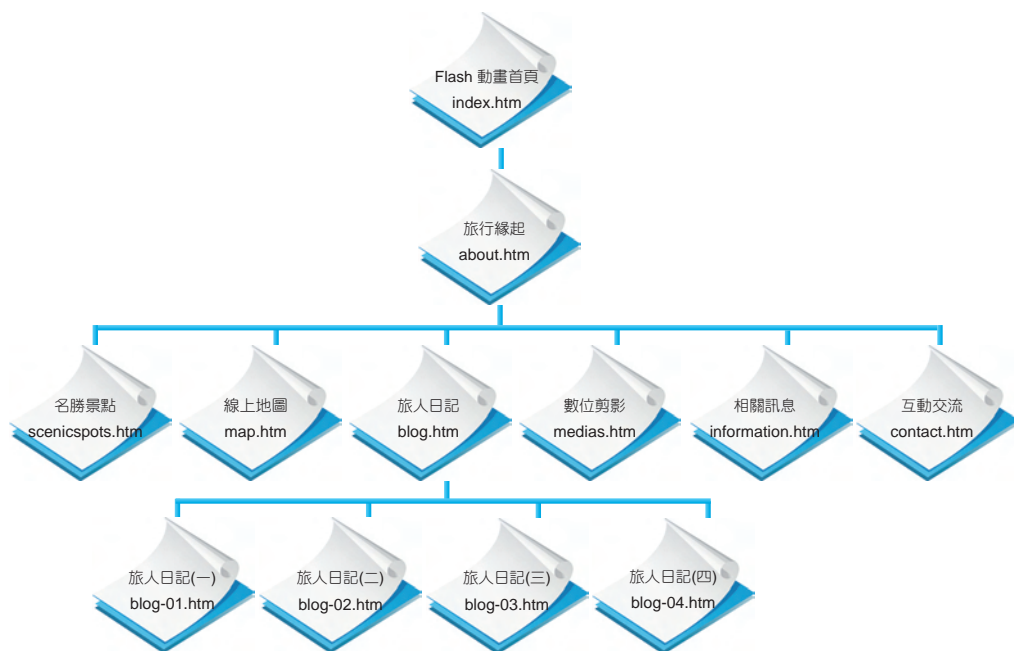 Flash 動畫首頁
index.htm
旅行緣起
about.htm
名勝景點
scenicspots.htm
線上地圖
map.htm
旅人日記
blog.htm
數位剪影
medias.htm
相關訊息
information.htm
互動交流
contact.htm
旅人日記(一)
blog-01.htm
旅人日記(二)
blog-02.htm
旅人日記(三)
blog-03.htm
旅人日記(四)
blog-04.htm